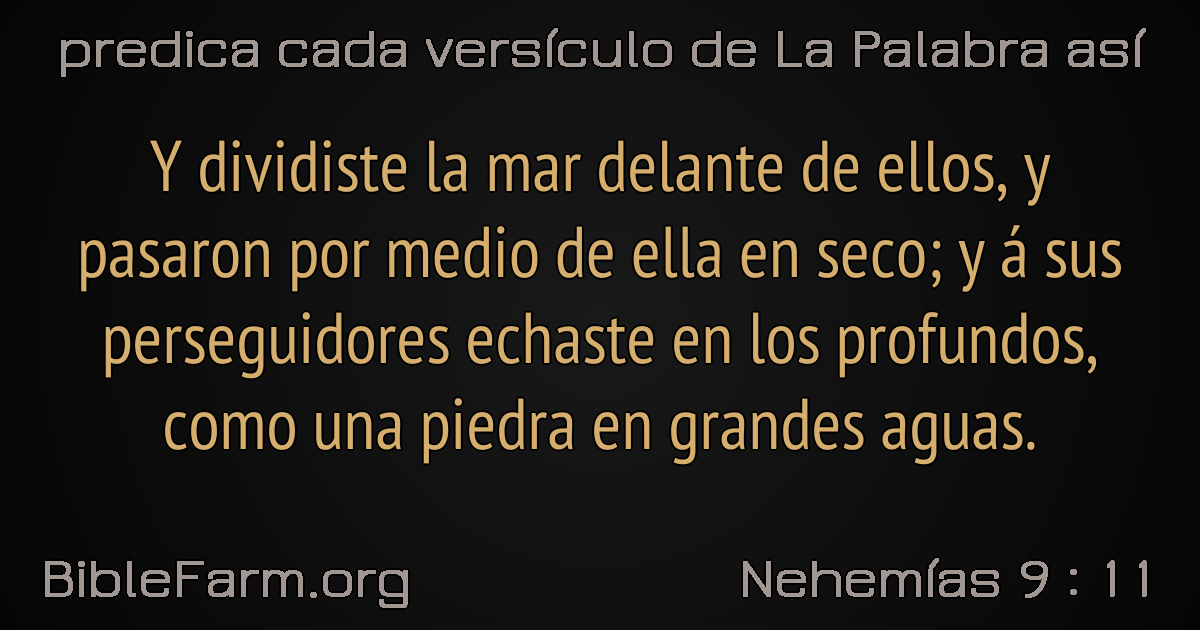 predica cada versículo de La Palabra así
Y dividiste la mar delante de ellos, y
pasaron por medio de ella en seco; y á sus
perseguidores echaste en los profundos,
como una piedra en grandes aguas.
BibleFarm.org
Nehemías 9 : 11